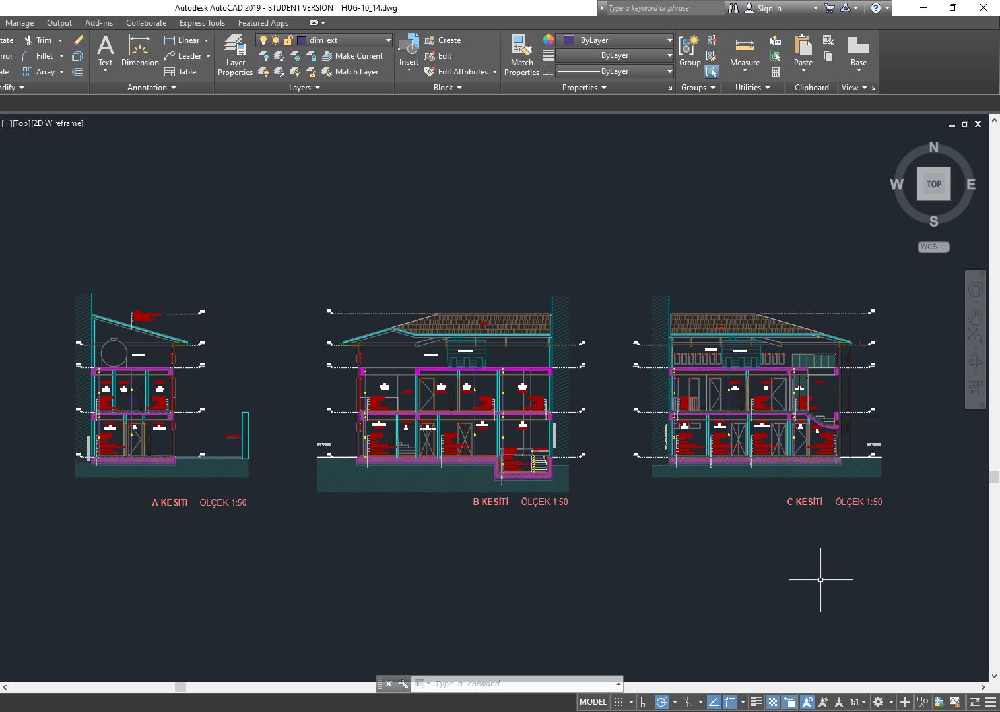 Autodesk AutoCAD 2019 - STUDENT VERSION HUG-10_14.dwg
Type a keyword or phrase
Sign In
Manage Output Add-ins Collaborate Express Tools Featured Apps
tate Trim
Linear
dim_ext
Create
ByLayer
ror Fillet
Leader
Make Current
Edit
ByLayer
Text Dimension
Layer Properties
Insert
Match Properties
Group
Measure
Paste
Base
ale Array
Table
Match Layer
Edit Attributes
ByLayer
odify Annotation Layers Block Properties Groups Utilities Clipboard View
[−][Top][2D Wireframe]
N
W TOP E
S
WCS
A KESİTİ ÖLÇEK 1:50
B KESİTİ ÖLÇEK 1:50
C KESİTİ ÖLÇEK 1:50
Type a command
MODEL
1:1